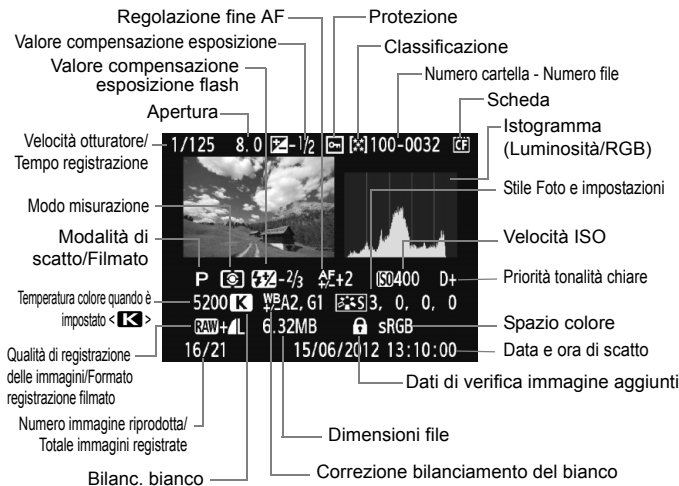 Regolazione fine AF
Protezione
Valore compensazione esposizione
Classificazione
Valore compensazione
esposizione flash
Numero cartella - Numero file
Apertura
Scheda
Velocità otturatore/
Tempo registrazione
Istogramma
(Luminosità/RGB)
1/125 8.0 -1/2 100-0032 CF
Stile Foto e impostazioni
Modo misurazione
Modalità di
scatto/Filmato
Velocità ISO
P -2/3 AF+2 ISO400 D+
Priorità tonalità chiare
Temperatura colore quando è
impostato <K>
5200 K WB A2, G1 S 3, 0, 0, 0
RAW+L 6.32MB sRGB
Spazio colore
16/21 15/06/2012 13:10:00
Data e ora di scatto
Qualità di registrazione
delle immagini/Formato
registrazione filmato
Dati di verifica immagine aggiunti
Numero immagine riprodotta/
Totale immagini registrate
Dimensioni file
Bilanc. bianco
Correzione bilanciamento del bianco